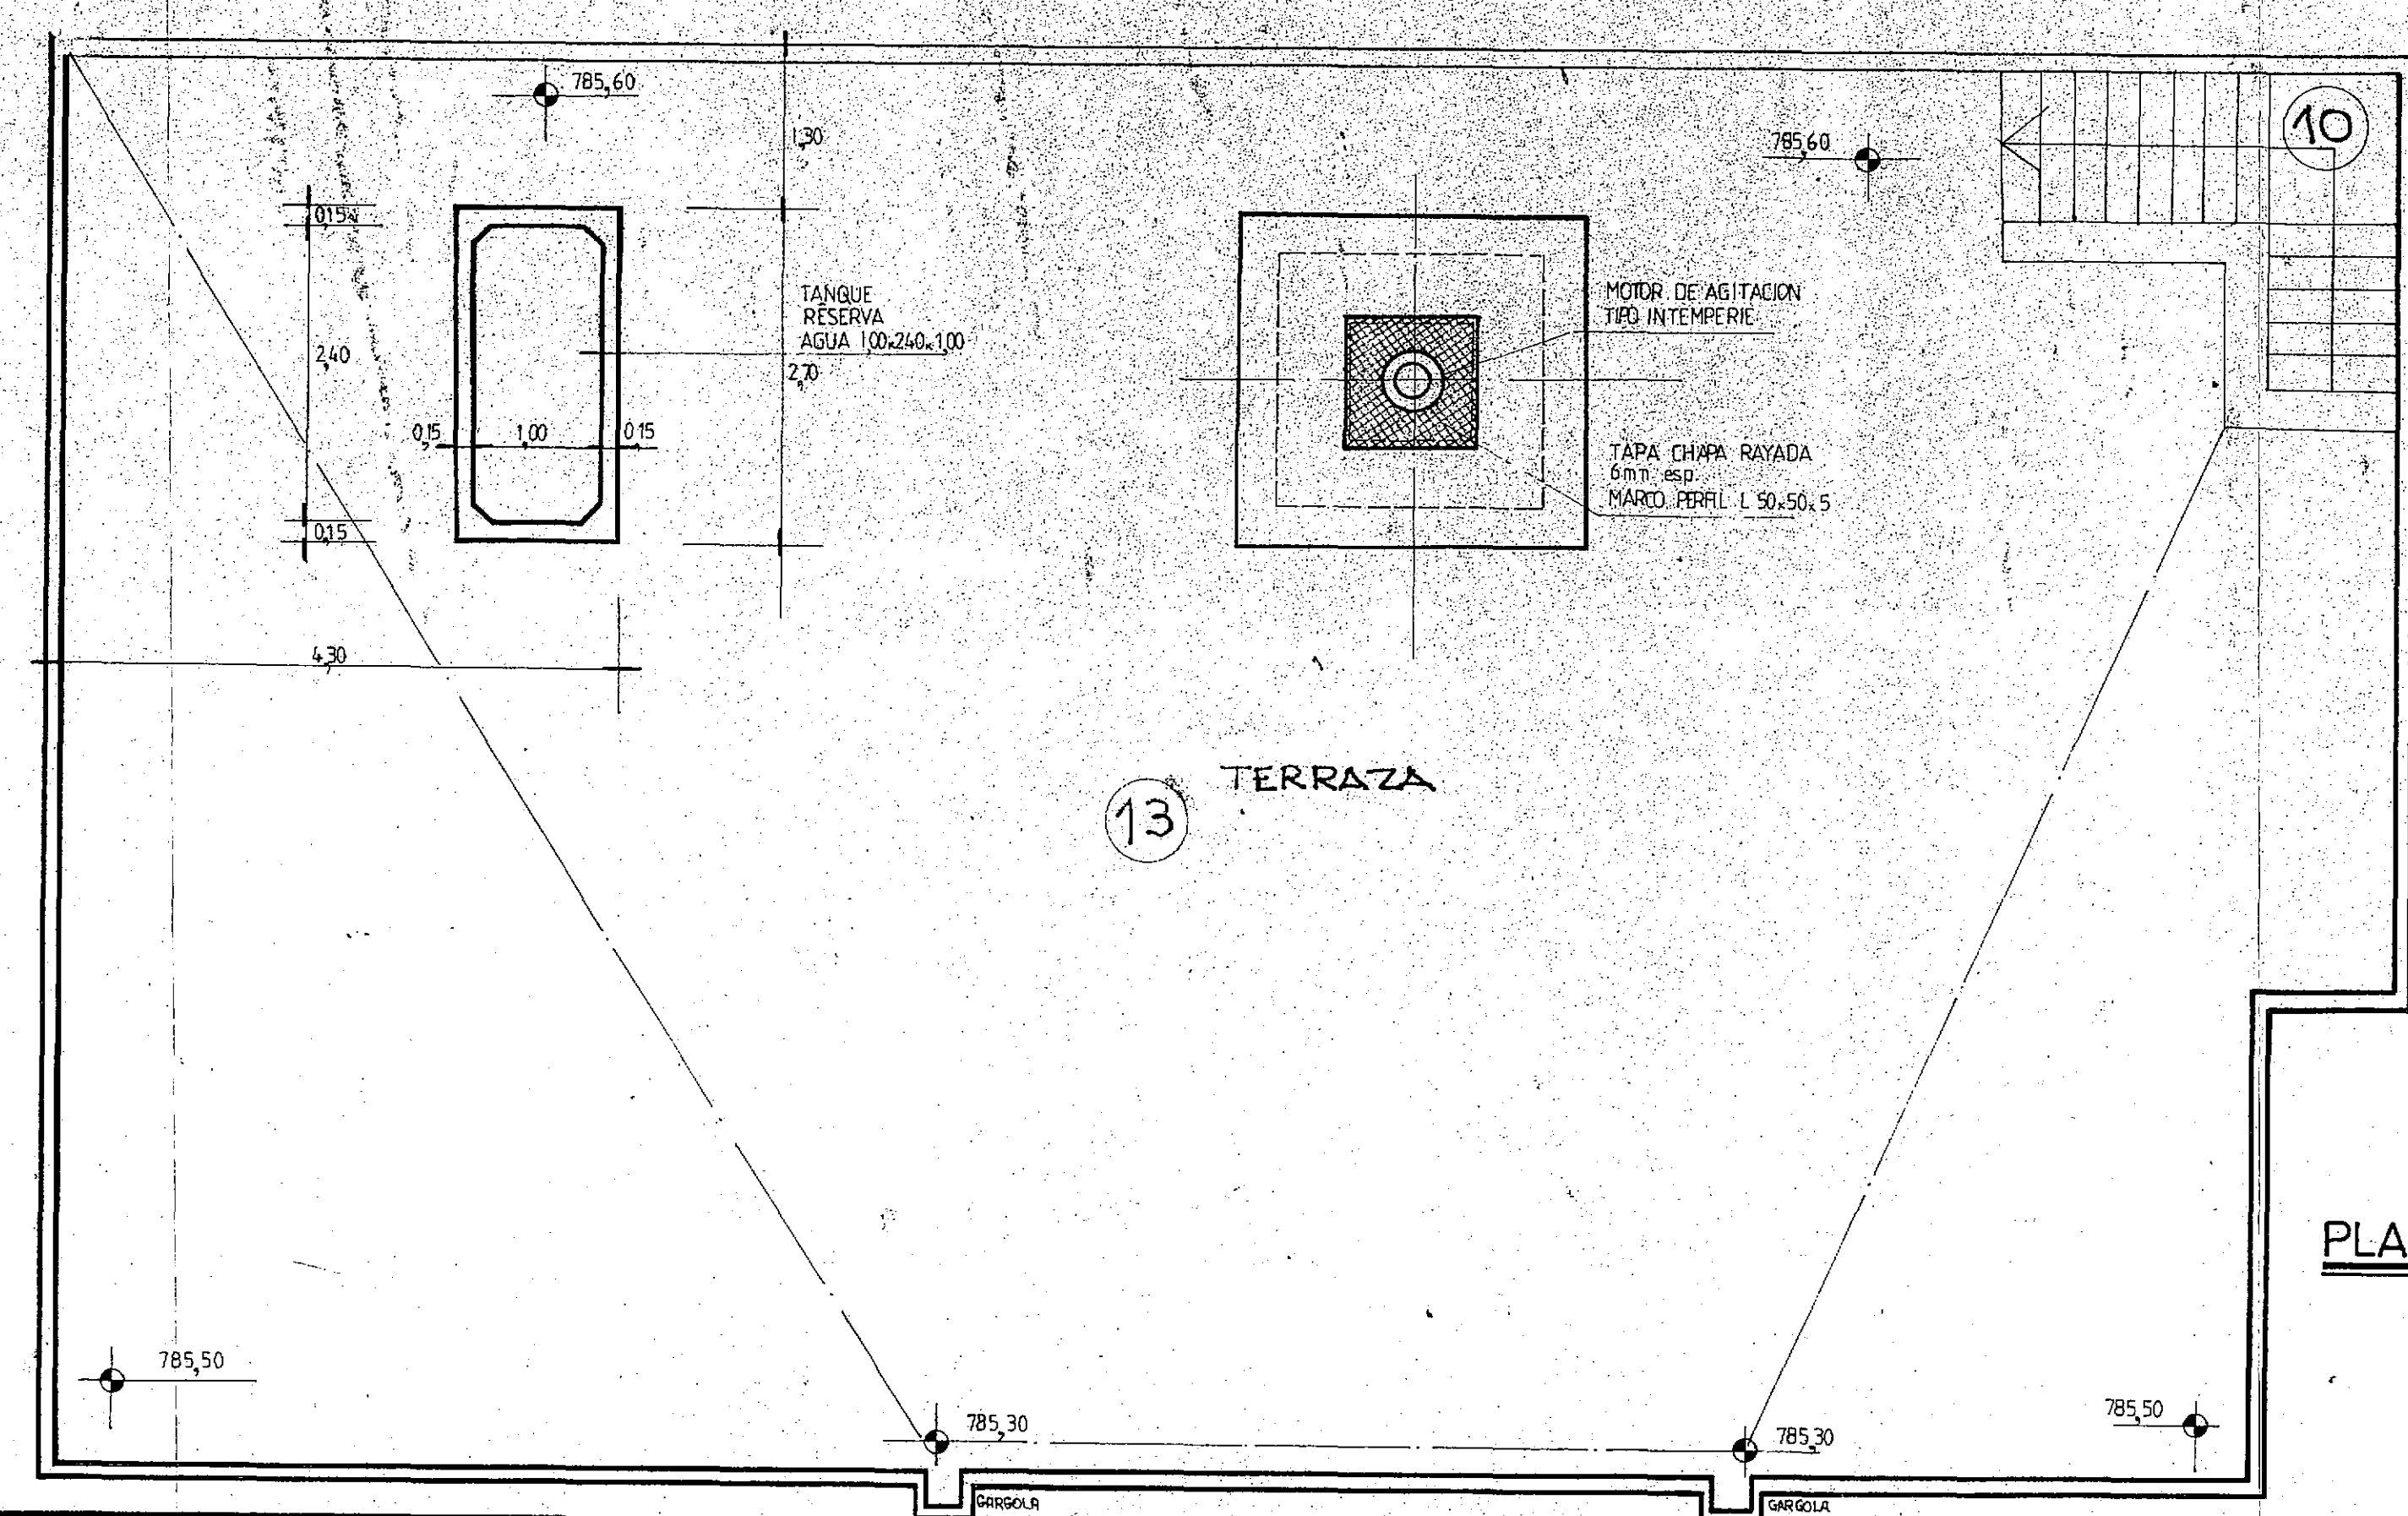 785,60
1,30
785,60
10
0,15
TANQUE
RESERVA
AGUA 1,00x2,40x1,00
MOTOR DE AGITACION
TIPO INTEMPERIE
2,40
2,70
0,15
1,00
0,15
TAPA CHAPA RAYADA
6mm esp.
MARCO PERFIL L 50x50x5
0,15
4,30
TERRAZA
13
PLA
785,50
785,30
785,30
785,50
GARGOLA
GARGOLA